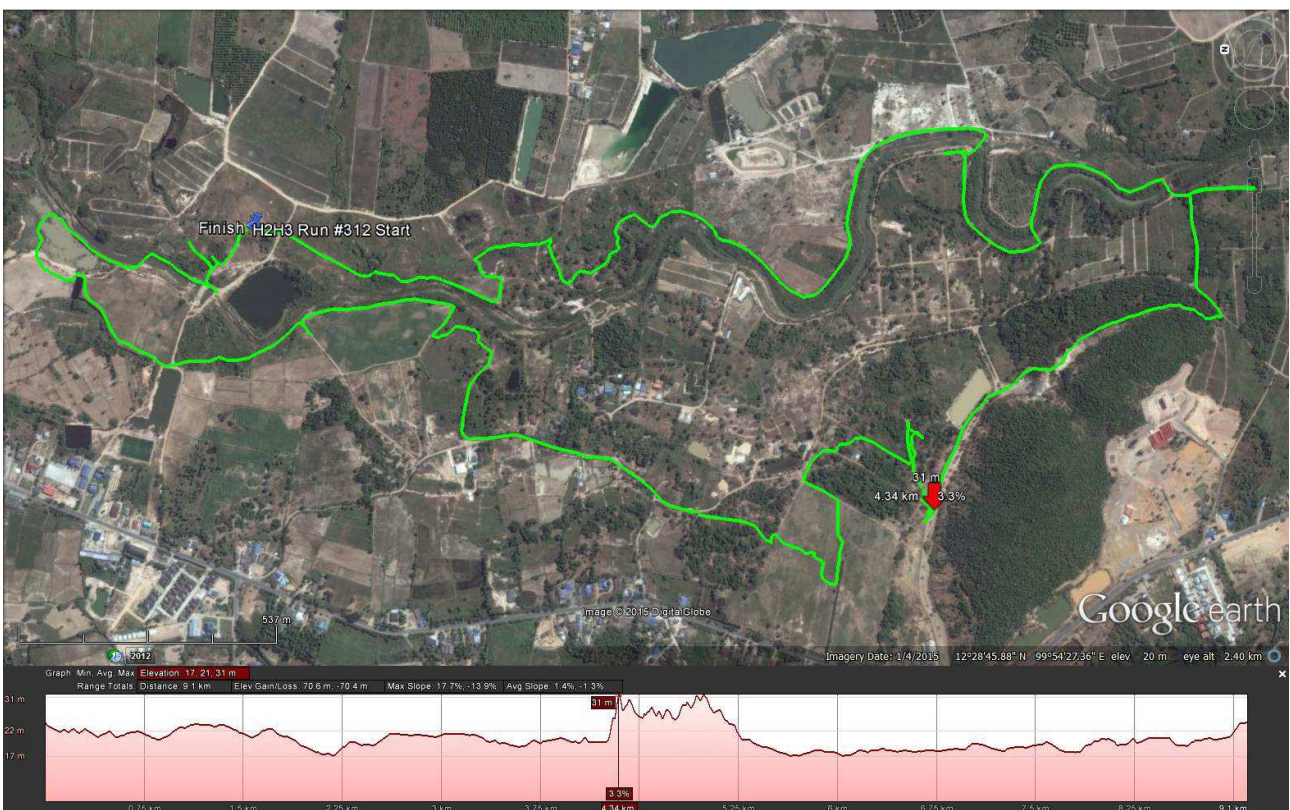 N
Finish H2H3 Run #312 Start
31 m
4.34 km 3.3%
537 m
Image © 2015 DigitalGlobe
Google earth
2012
Imagery Date: 1/4/2015 12°28'45.88" N 99°54'27.36" E elev 20 m eye alt 2.40 km
Graph: Min, Avg, Max Elevation: 17, 21, 31 m
Range Totals: Distance: 9.1 km Elev Gain/Loss: 70.6 m, -70.4 m Max Slope: 17.7%, -13.9% Avg Slope: 1.4%, -1.3%
31 m
31 m
22 m
17 m
3.3%
0.75 km 1.5 km 2.25 km 3 km 3.75 km 4.34 km 5.25 km 6 km 6.75 km 7.5 km 8.25 km 9.1 km